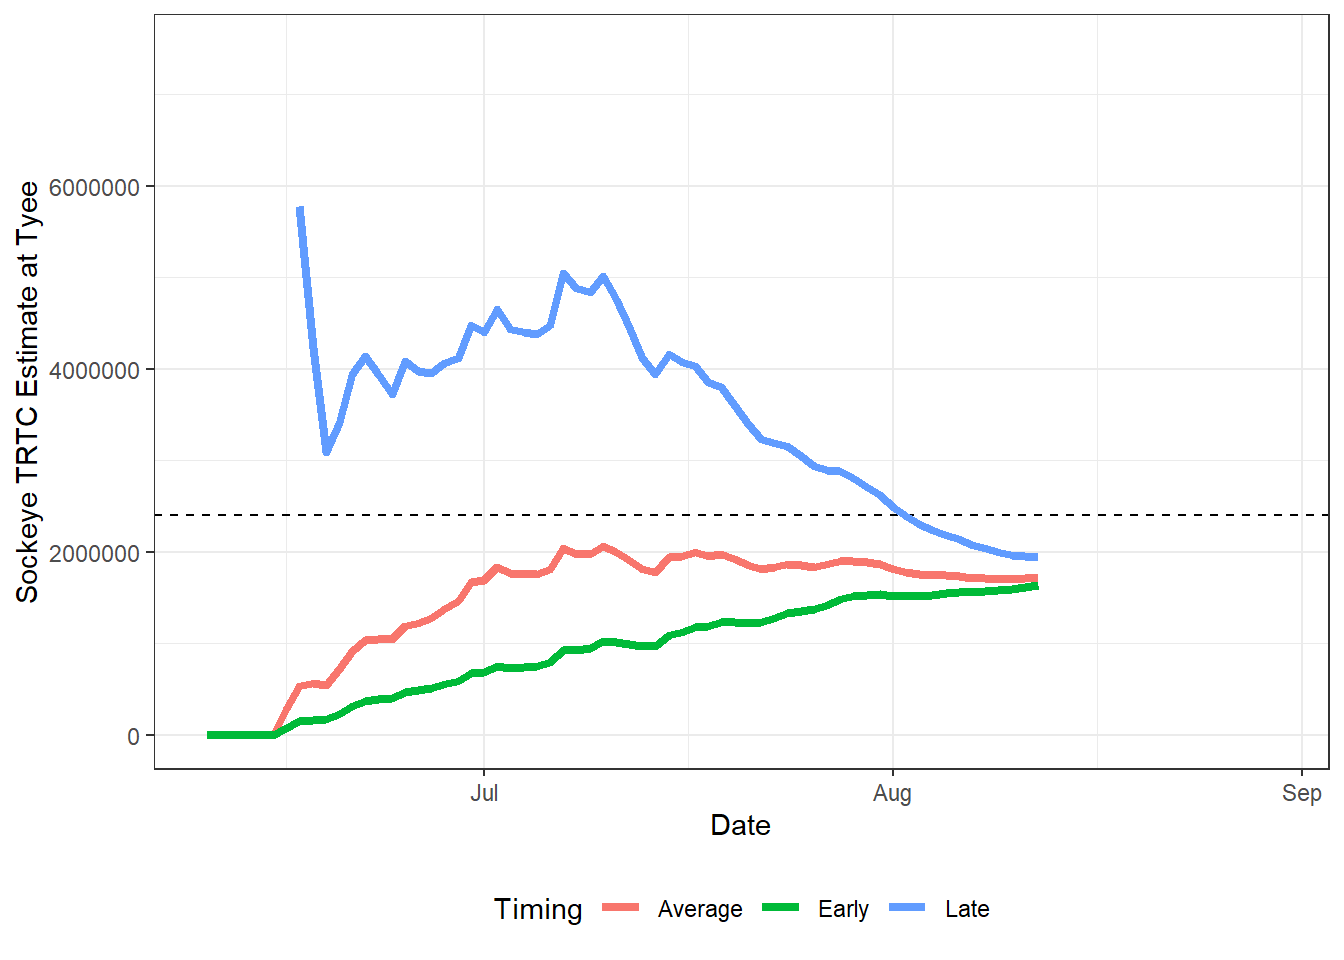 Sockeye TRTC Estimate at Tyee
6000000
4000000
2000000
0
Jul Aug Sep
Date
Timing Average Early Late